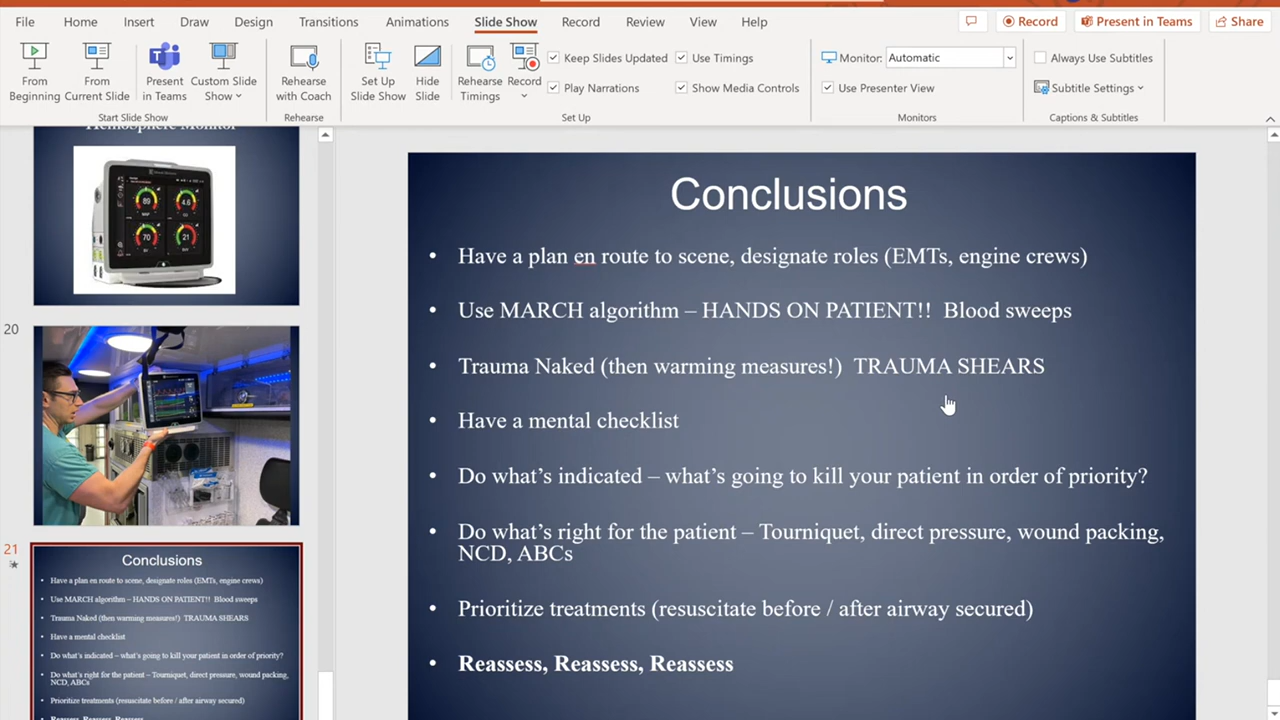 File Home Insert Draw Design Transitions Animations Slide Show Record Review View Help Record Present in Teams Share
From Beginning
From Current Slide
Present in Teams
Custom Slide Show
Rehearse with Coach
Set Up Slide Show
Hide Slide
Rehearse Timings
Record
Keep Slides Updated
Use Timings
Play Narrations
Show Media Controls
Monitor: Automatic
Use Presenter View
Always Use Subtitles
Subtitle Settings
Start Slide Show
Rehearse
Set Up
Monitors
Captions & Subtitles
Hemosphere Monitor
89
4.6
70
21
20
21
Conclusions
• Have a plan en route to scene, designate roles (EMTs, engine crews)
• Use MARCH algorithm – HANDS ON PATIENT!! Blood sweeps
• Trauma Naked (then warming measures!) TRAUMA SHEARS
• Have a mental checklist
• Do what's indicated – what's going to kill your patient in order of priority?
• Do what's right for the patient – Tourniquet, direct pressure, wound packing,
NCD, ABCs
• Prioritize treatments (resuscitate before / after airway secured)
• Reassess, Reassess, Reassess
Conclusions
• Have a plan en route to scene, designate roles (EMTs, engine crews)
• Use MARCH algorithm – HANDS ON PATIENT!! Blood sweeps
• Trauma Naked (then warming measures!) TRAUMA SHEARS
• Have a mental checklist
• Do what's indicated – what's going to kill your patient in order of priority?
• Do what's right for the patient – Tourniquet, direct pressure, wound packing,
NCD, ABCs
• Prioritize treatments (resuscitate before / after airway secured)
• Reassess, Reassess, Reassess